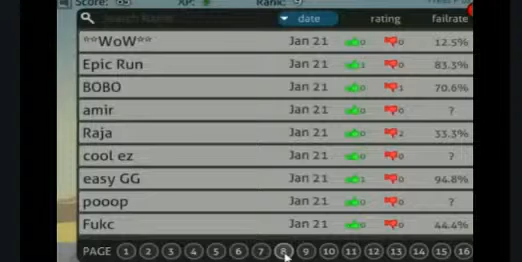 Score: XP: Rank:
Search Name date rating failrate
**WoW** Jan 21 0 0 12.5%
Epic Run Jan 21 1 0 83.3%
BOBO Jan 21 0 1 70.6%
amir Jan 21 0 0 ?
Raja Jan 21 0 2 33.3%
cool ez Jan 21 0 0 ?
easy GG Jan 21 1 0 94.8%
pooop Jan 21 0 0 ?
Fukc Jan 21 0 0 44.4%
PAGE 1 2 3 4 5 6 7 8 9 10 11 12 13 14 15 16